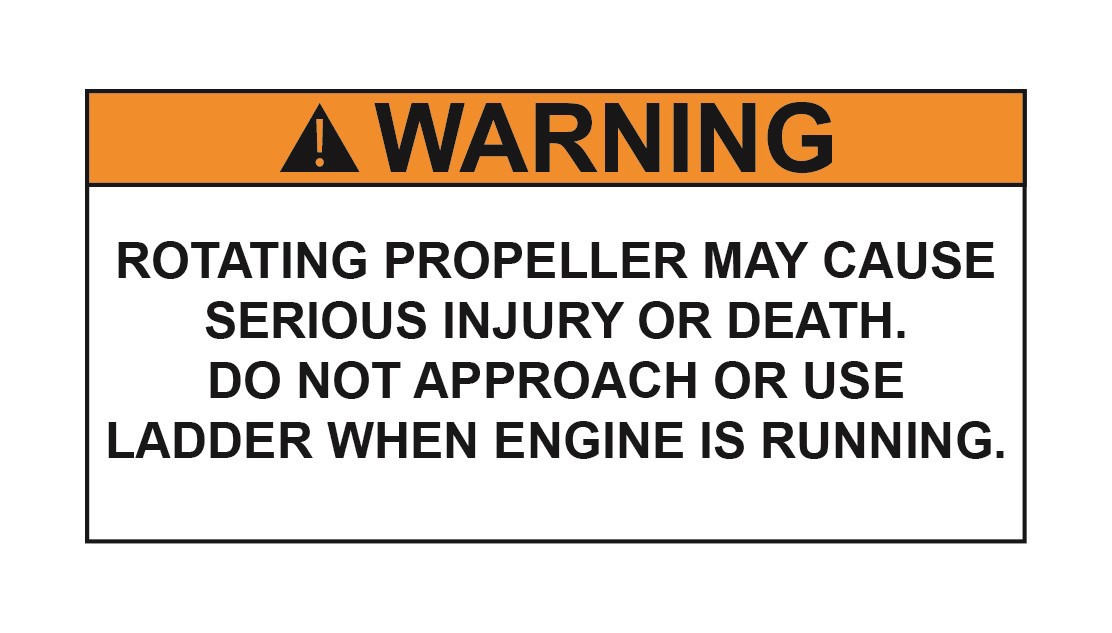 WARNING
ROTATING PROPELLER MAY CAUSE
SERIOUS INJURY OR DEATH.
DO NOT APPROACH OR USE
LADDER WHEN ENGINE IS RUNNING.